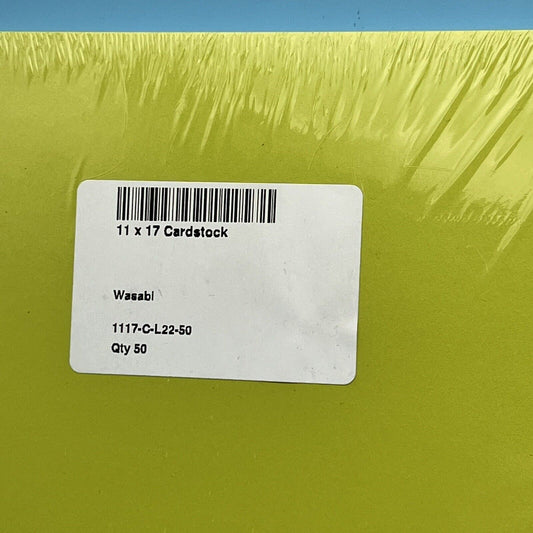 11 x 17 Cardstock
Wasabi
1117-C-L22-50
Qty 50